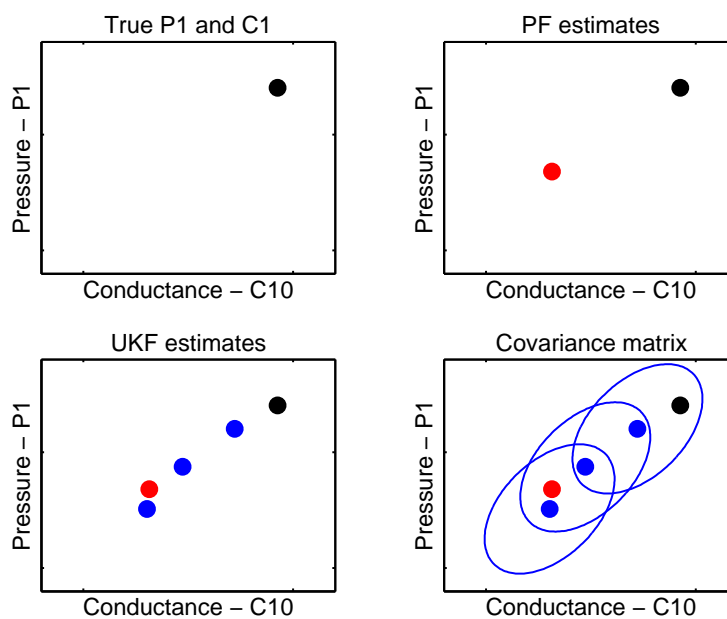 True P1 and C1
Pressure – P1
Conductance – C10
PF estimates
Pressure – P1
Conductance – C10
UKF estimates
Pressure – P1
Conductance – C10
Covariance matrix
Pressure – P1
Conductance – C10